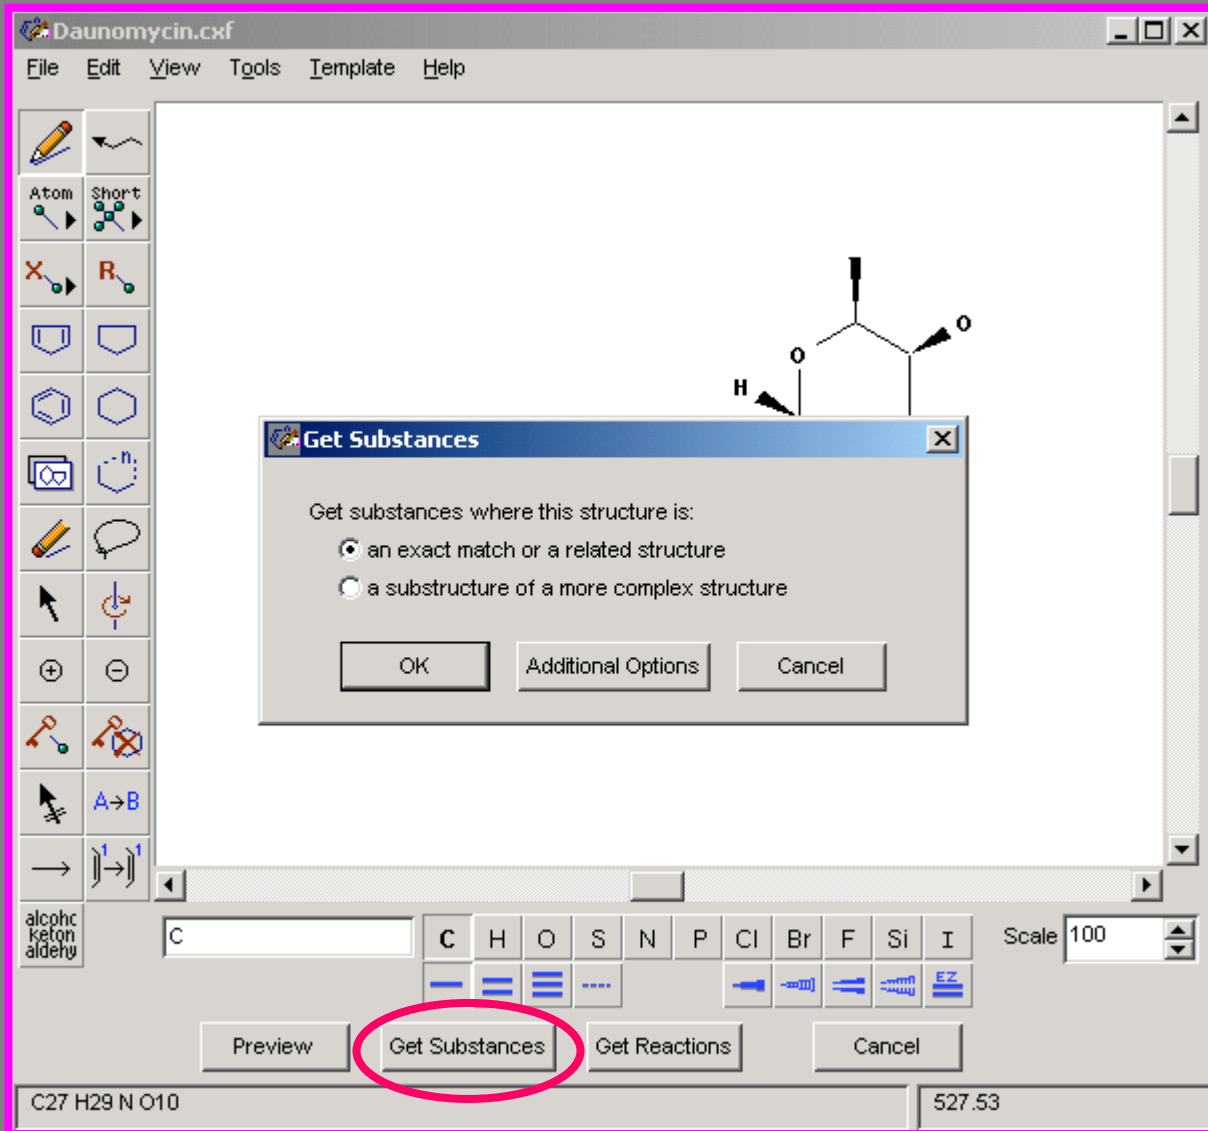 Daunomycin.cxf
File Edit View Tools Template Help
Atom Short
X R
n
A→B
1 1
alcohc
keton
aldehy
O
O
H
Get Substances
Get substances where this structure is:
an exact match or a related structure
a substructure of a more complex structure
OK Additional Options Cancel
C
C H O S N P Cl Br F Si I
Scale 100
EZ
Preview Get Substances Get Reactions Cancel
C27 H29 N O10 527.53